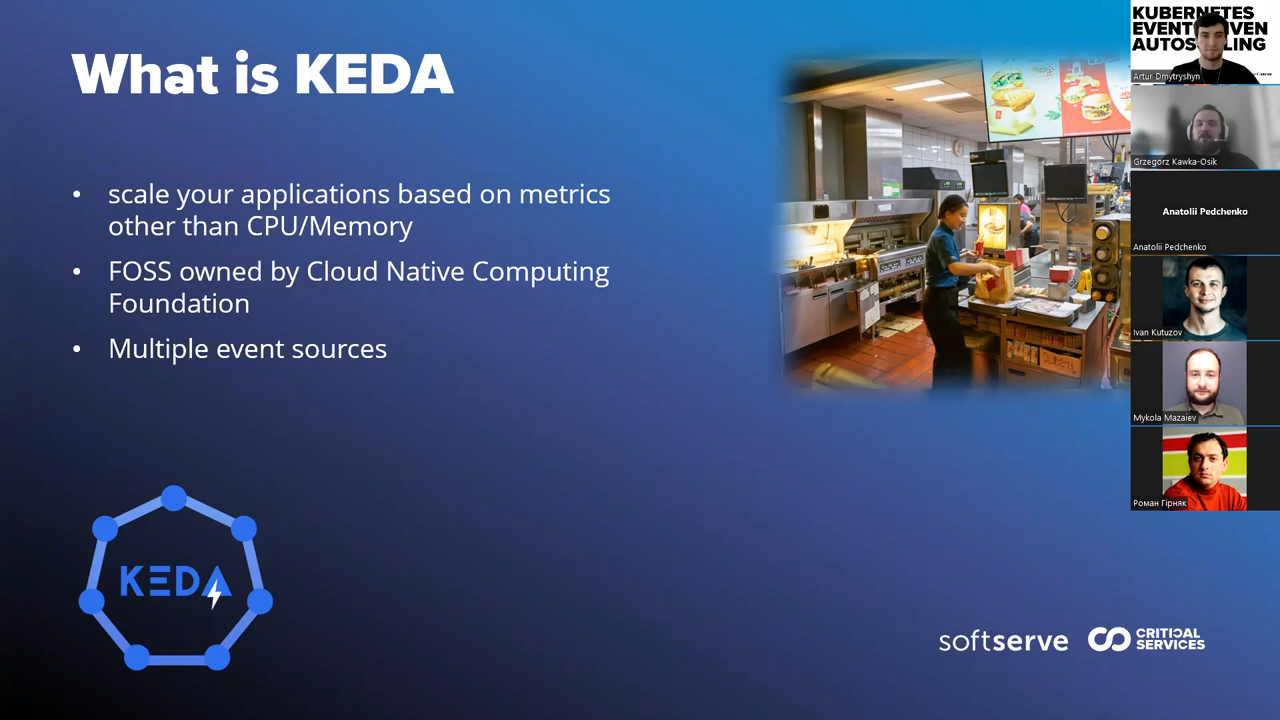 What is KEDA
• scale your applications based on metrics
other than CPU/Memory
• FOSS owned by Cloud Native Computing
Foundation
• Multiple event sources
KEDA
softserve
CRITICAL
SERVICES
KUBERNETES
Artur Dmytryshyn
Grzegorz Kawka-Osik
Anatolii Pedchenko
Anatolii Pedchenko
Ivan Kutuzov
Mykola Mazaiev
Роман Гірняк